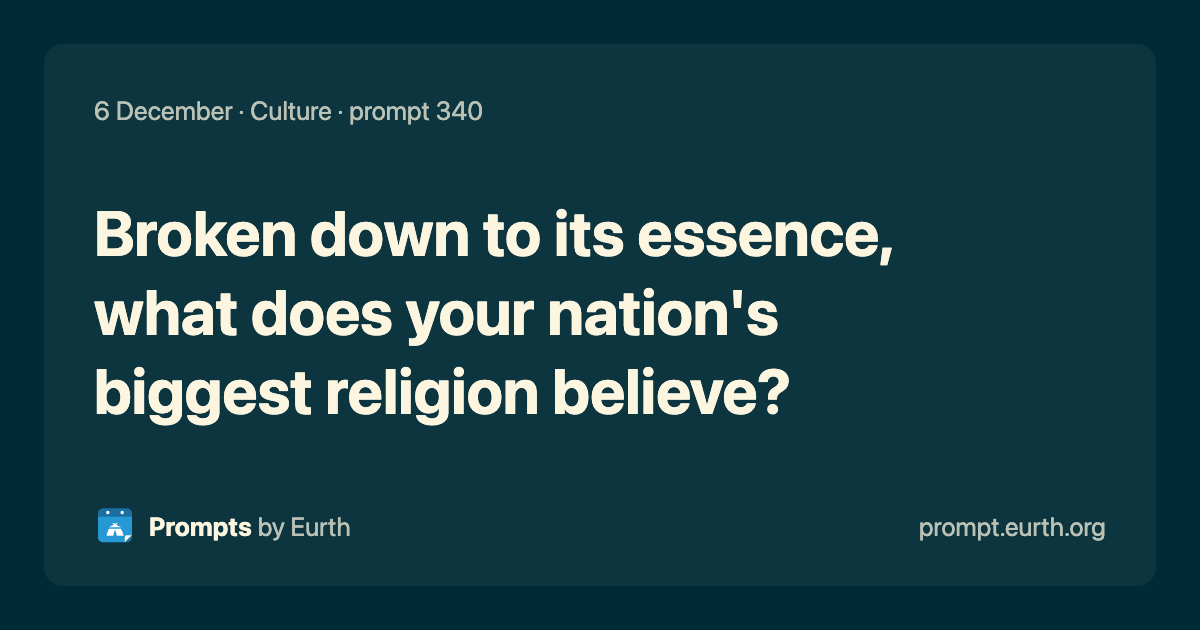 6 December · Culture · prompt 340
Broken down to its essence,
what does your nation's
biggest religion believe?
Prompts by Eurth
prompt.eurth.org